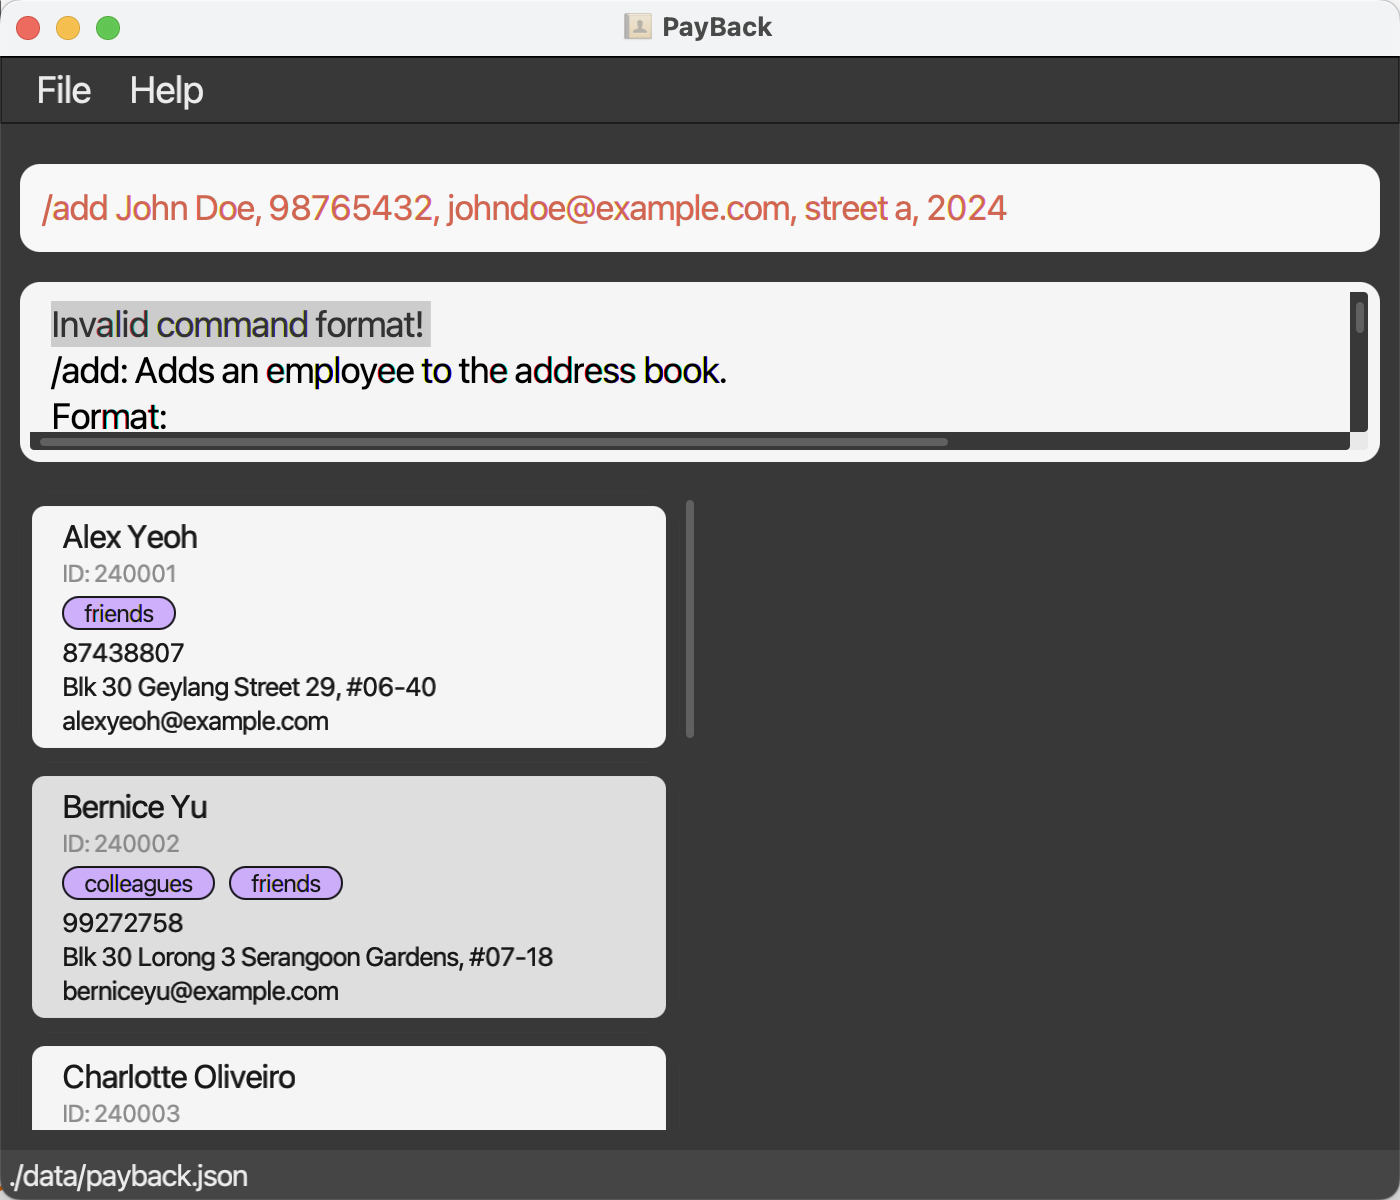 PayBack
File Help
/add John Doe, 98765432, johndoe@example.com, street a, 2024
Invalid command format!
/add: Adds an employee to the address book.
Format:
Alex Yeoh
ID: 240001
friends
87438807
Blk 30 Geylang Street 29, #06-40
alexyeoh@example.com
Bernice Yu
ID: 240002
colleagues friends
99272758
Blk 30 Lorong 3 Serangoon Gardens, #07-18
berniceyu@example.com
Charlotte Oliveiro
ID: 240003
./data/payback.json